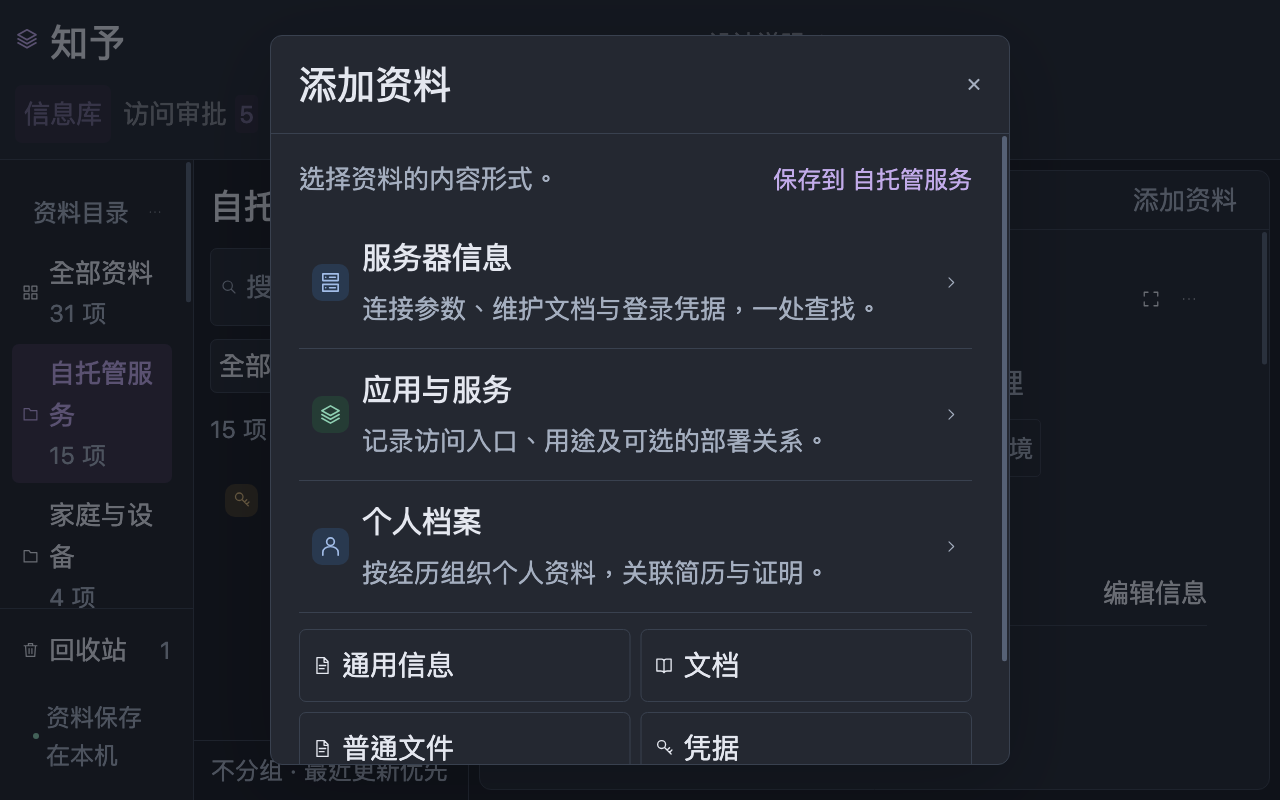 知予
信息库
访问审批 5
资料目录 ...
全部资料
31 项
自托管服
务
15 项
家庭与设
备
4 项
回收站 1
资料保存
在本机
自托
搜
全部
15 项
不分组 · 最近更新优先
添加资料
境
编辑信息
添加资料
选择资料的内容形式。
保存到 自托管服务
服务器信息
连接参数、维护文档与登录凭据，一处查找。
应用与服务
记录访问入口、用途及可选的部署关系。
个人档案
按经历组织个人资料，关联简历与证明。
通用信息
文档
普通文件
凭据